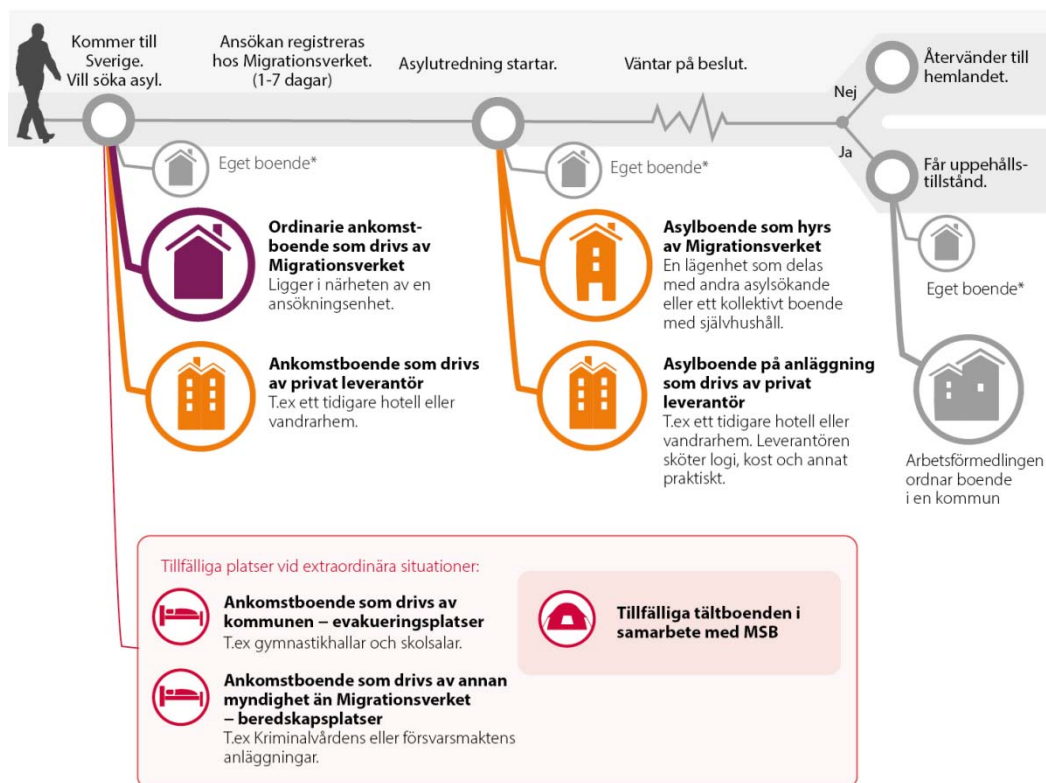 Kommer till
Sverige.
Vill söka asyl.
Ansökan registreras
hos Migrationsverket.
(1-7 dagar)
Asylutredning startar.
Väntar på beslut.
Nej
Ja
Återvänder till
hemlandet.
Får uppehålls-
tillstånd.
Eget boende*
Ordinarie ankomst-
boende som drivs av
Migrationsverket
Ligger i närheten av en
ansökningsenhet.
Ankomstboende som drivs
av privat leverantör
T.ex ett tidigare hotell eller
vandrarhem.
Eget boende*
Asylboende som hyrs
av Migrationsverket
En lägenhet som delas
med andra asylsökande
eller ett kollektivt boende
med självhushåll.
Asylboende på anläggning
som drivs av privat
leverantör
T.ex ett tidigare hotell eller
vandrarhem. Leverantören
sköter logi, kost och annat
praktiskt.
Eget boende*
Arbetsförmedlingen
ordnar boende
i en kommun
Tillfälliga platser vid extraordinära situationer:
Ankomstboende som drivs av
kommunen – evakueringsplatser
T.ex gymnastikhallar och skolsalar.
Ankomstboende som drivs av annan
myndighet än Migrationsverket
– beredskapsplatser
T.ex Kriminalvårdens eller försvarsmaktens
anläggningar.
Tillfälliga tältboenden i
samarbete med MSB